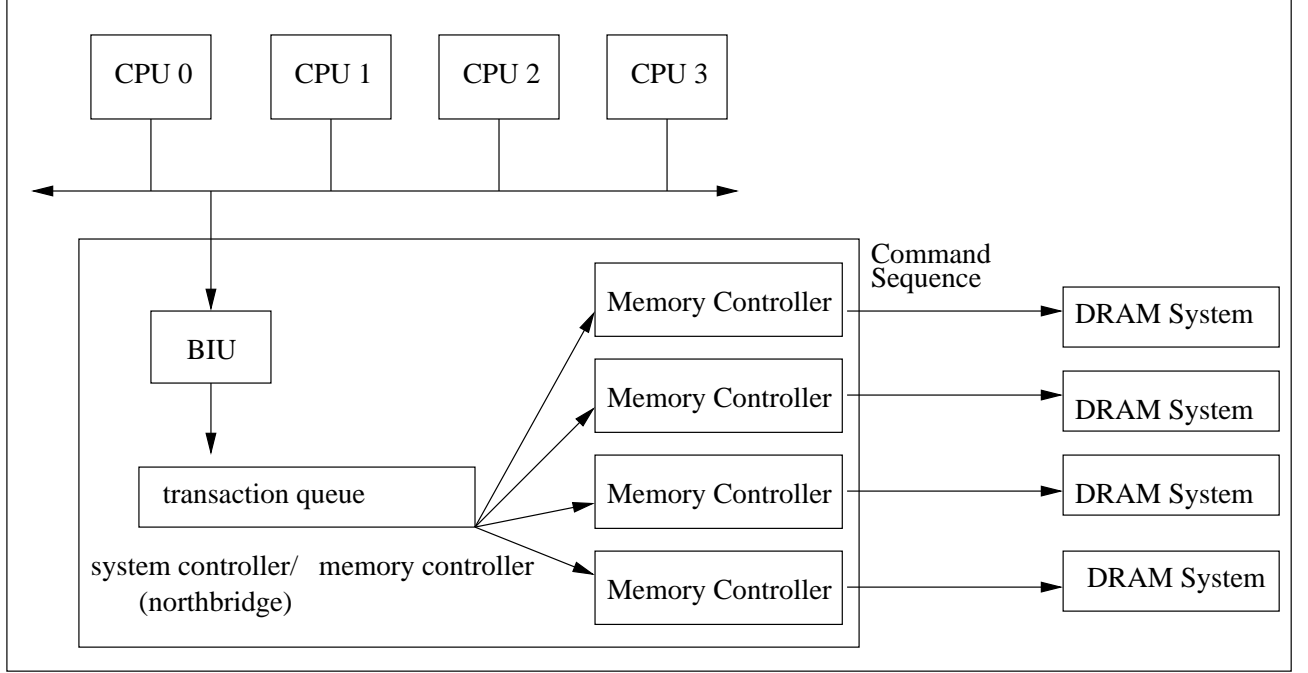 CPU 0
CPU 1
CPU 2
CPU 3
Command
Sequence
Memory Controller
DRAM System
BIU
Memory Controller
DRAM System
transaction queue
Memory Controller
DRAM System
system controller/ memory controller
(northbridge)
Memory Controller
DRAM System